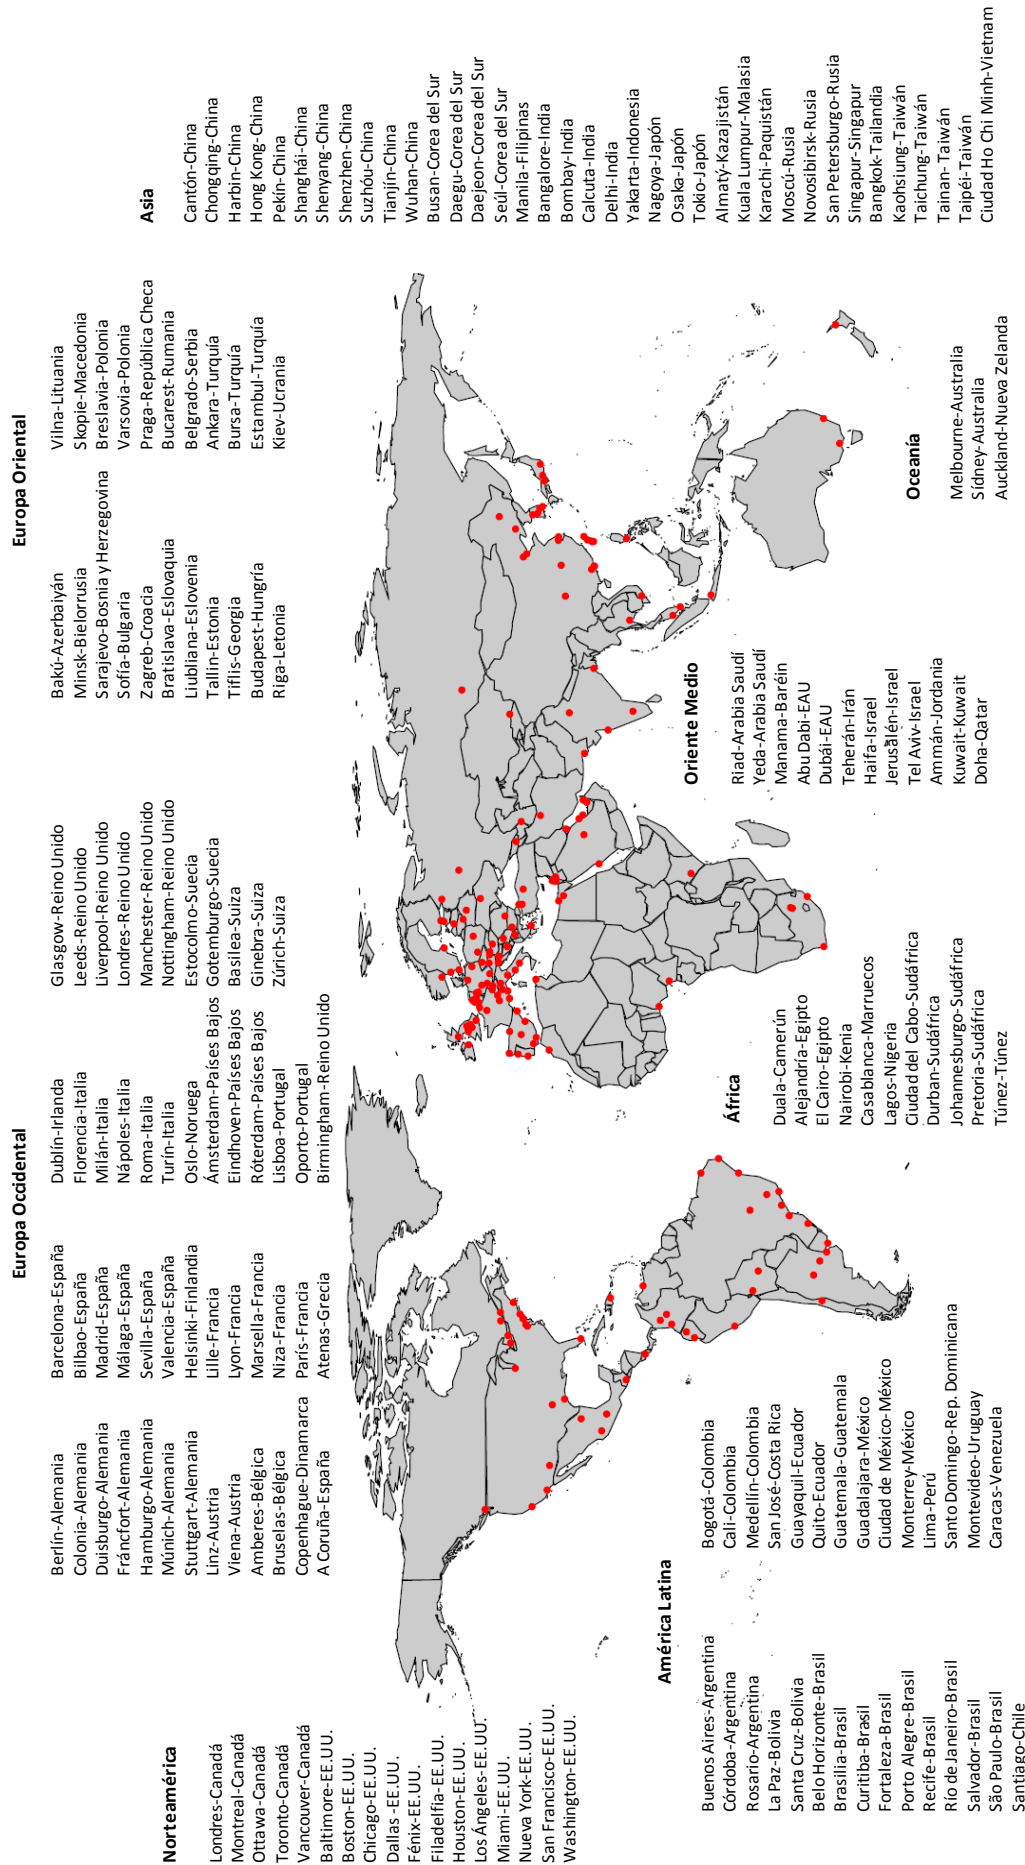 Norteamérica
Londres-Canadá
Montreal-Canadá
Ottawa-Canadá
Toronto-Canadá
Vancouver-Canadá
Baltimore-EE.UU.
Boston-EE.UU.
Chicago-EE.UU.
Dallas -EE.UU.
Fénix-EE.UU.
Filadelfia-EE.UU.
Houston-EE.UU.
Los Ángeles-EE.UU.
Miami-EE.UU.
Nueva York-EE.UU.
San Francisco-EE.UU.
Washington-EE.UU.
Europa Occidental
Berlín-Alemania
Colonia-Alemania
Duisburgo-Alemania
Fráncfort-Alemania
Hamburgo-Alemania
Múnich-Alemania
Stuttgart-Alemania
Linz-Austria
Viena-Austria
Amberes-Bélgica
Bruselas-Bélgica
Copenhague-Dinamarca
A Coruña-España
Barcelona-España
Bilbao-España
Madrid-España
Málaga-España
Sevilla-España
Valencia-España
Helsinki-Finlandia
Lille-Francia
Lyon-Francia
Marsella-Francia
Niza-Francia
París-Francia
Atenas-Grecia
Dublín-Irlanda
Florencia-Italia
Milán-Italia
Nápoles-Italia
Roma-Italia
Turín-Italia
Oslo-Noruega
Ámsterdam-Países Bajos
Eindhoven-Países Bajos
Róterdam-Países Bajos
Lisboa-Portugal
Oporto-Portugal
Birmingham-Reino Unido
Glasgow-Reino Unido
Leeds-Reino Unido
Liverpool-Reino Unido
Londres-Reino Unido
Manchester-Reino Unido
Nottingham-Reino Unido
Estocolmo-Suecia
Gotemburgo-Suecia
Basilea-Suiza
Ginebra-Suiza
Zúrich-Suiza
Europa Oriental
Bakú-Azerbaiyán
Minsk-Bielorrusia
Sarajevo-Bosnia y Herzegovina
Sofía-Bulgaria
Zagreb-Croacia
Bratislava-Eslovaquia
Liubliana-Eslovenia
Tallin-Estonia
Tiflis-Georgia
Budapest-Hungría
Riga-Letonia
Vilna-Lituania
Skopie-Macedonia
Breslavia-Polonia
Varsovia-Polonia
Praga-República Checa
Bucarest-Rumania
Belgrado-Serbia
Ankara-Turquía
Bursa-Turquía
Estambul-Turquía
Kiev-Ucrania
Asia
Cantón-China
Chongqing-China
Harbin-China
Hong Kong-China
Pekín-China
Shanghái-China
Shenyang-China
Shenzhen-China
Suzhóu-China
Tianjin-China
Wuhan-China
Busan-Corea del Sur
Daegu-Corea del Sur
Daejeon-Corea del Sur
Seúl-Corea del Sur
Manila-Filipinas
Bangalore-India
Bombay-India
Calcuta-India
Delhi-India
Yakarta-Indonesia
Nagoya-Japón
Osaka-Japón
Tokio-Japón
Almatý-Kazajistán
Kuala Lumpur-Malasia
Karachi-Paquistán
Moscú-Rusia
Novosibirsk-Rusia
San Petersburgo-Rusia
Singapur-Singapur
Bangkok-Tailandia
Kaohsiung-Taiwán
Taichung-Taiwán
Tainan- Taiwán
Taipéi-Taiwán
Ciudad Ho Chi Minh-Vietnam
América Latina
Buenos Aires-Argentina
Córdoba-Argentina
Rosario-Argentina
La Paz-Bolivia
Santa Cruz-Bolivia
Belo Horizonte-Brasil
Brasilia-Brasil
Curitiba-Brasil
Fortaleza-Brasil
Porto Alegre-Brasil
Recife-Brasil
Río de Janeiro-Brasil
Salvador-Brasil
São Paulo-Brasil
Santiago-Chile
Bogotá-Colombia
Cali-Colombia
Medellín-Colombia
San José-Costa Rica
Guayaquil-Ecuador
Quito-Ecuador
Guatemala-Guatemala
Guadalajara-México
Ciudad de México-México
Monterrey-México
Lima-Perú
Santo Domingo-Rep. Dominicana
Montevideo-Uruguay
Caracas-Venezuela
África
Duala-Camerún
Alejandría-Egipto
El Cairo-Egipto
Nairobi-Kenia
Casablanca-Marruecos
Lagos-Nigeria
Ciudad del Cabo-Sudáfrica
Durban-Sudáfrica
Johannesburgo-Sudáfrica
Pretoria-Sudáfrica
Túnez-Túnez
Oriente Medio
Riad-Arabia Saudí
Yeda-Arabia Saudí
Manama-Baréin
Abu Dabi-EAU
Dubái-EAU
Teherán-Irán
Haifa-Israel
Jerusalén-Israel
Tel Aviv-Israel
Ammán-Jordania
Kuwait-Kuwait
Doha-Qatar
Oceanía
Melbourne-Australia
Sídney-Australia
Auckland-Nueva Zelanda